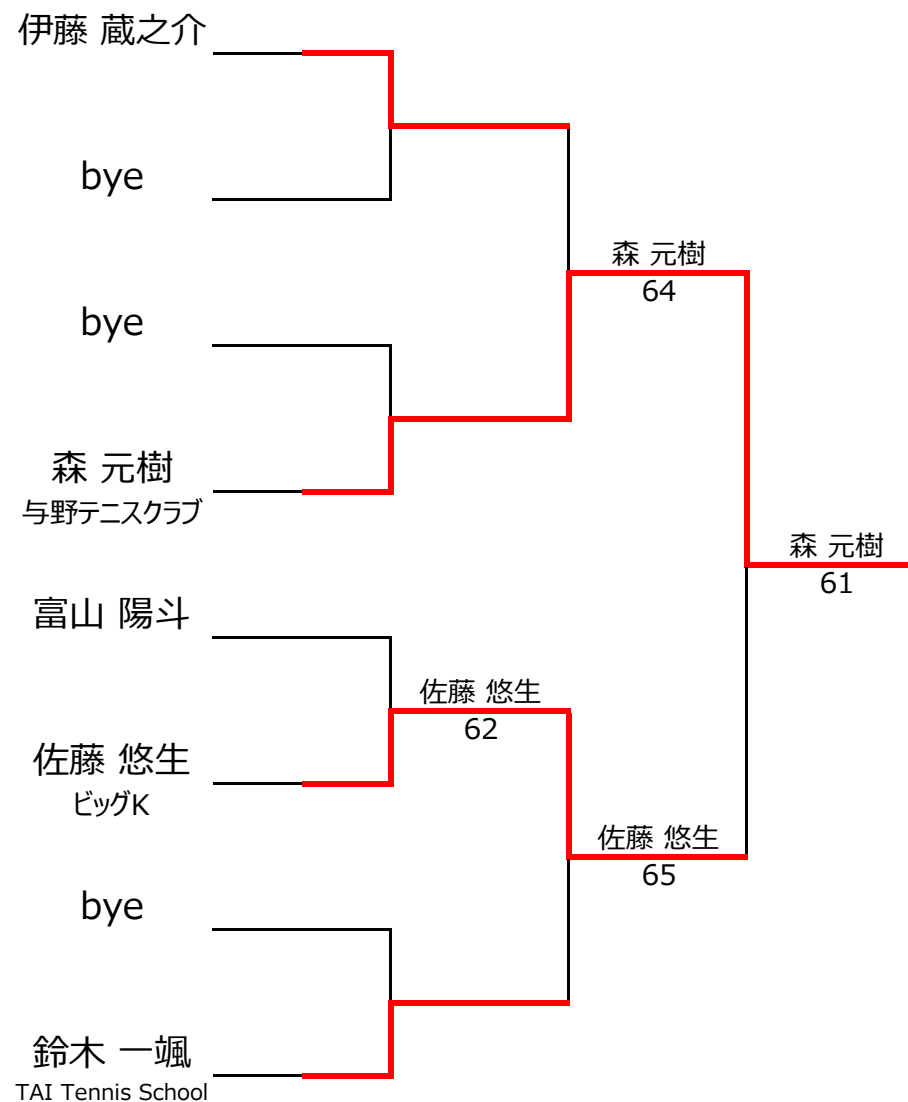 伊藤 蔵之介
bye
bye
森 元樹
与野テニスクラブ
富山 陽斗
佐藤 悠生
ビッグK
bye
鈴木 一颯
TAI Tennis School
佐藤 悠生
62
森 元樹
64
佐藤 悠生
65
森 元樹
61